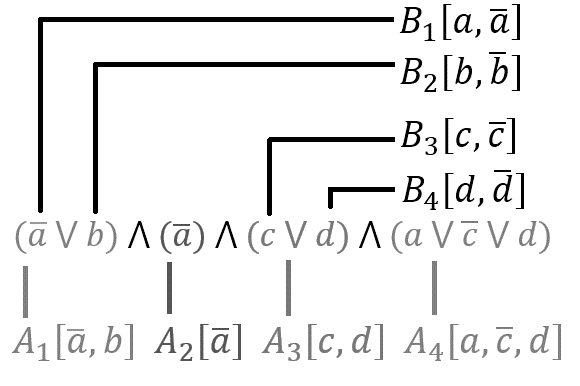 B₁[a, a̅]
B₂[b, b̅]
B₃[c, c̅]
B₄[d, d̅]
(a̅ ∨ b) ∧ (a̅) ∧ (c ∨ d) ∧ (a ∨ c̅ ∨ d)
A₁[a̅, b] A₂[a̅] A₃[c, d] A₄[a, c̅, d]